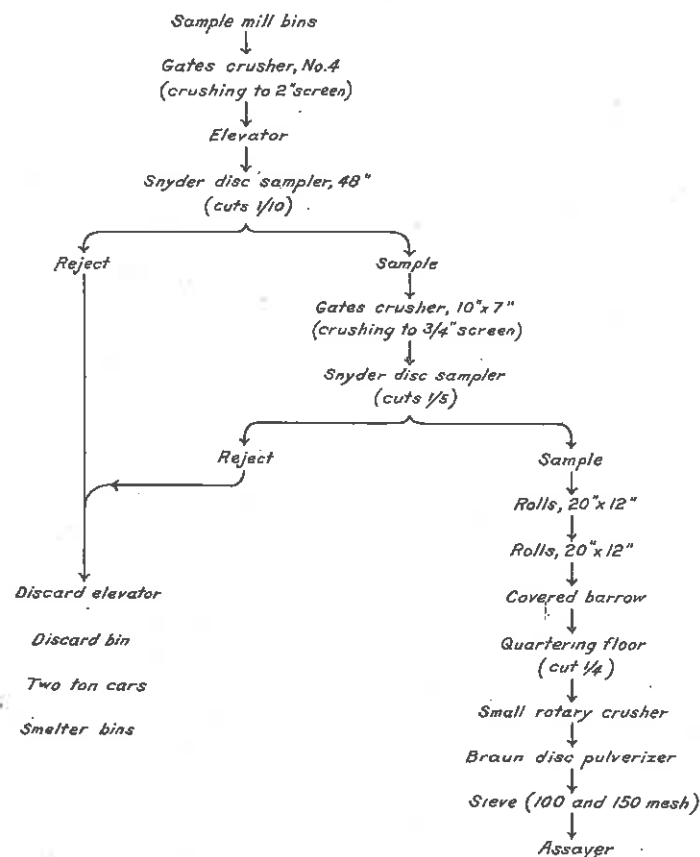 Sample mill bins
Gates crusher, No.4
(crushing to 2" screen)
Elevator
Snyder disc sampler, 48"
(cuts 1/10)
Reject
Sample
Gates crusher, 10" x 7"
(crushing to 3/4" screen)
Snyder disc sampler
(cuts 1/5)
Reject
Sample
Rolls, 20" x 12"
Rolls, 20" x 12"
Covered barrow
Quartering floor
(cut 1/4)
Small rotary crusher
Braun disc pulverizer
Sieve (100 and 150 mesh)
Assayer
Discard elevator
Discard bin
Two ton cars
Smelter bins